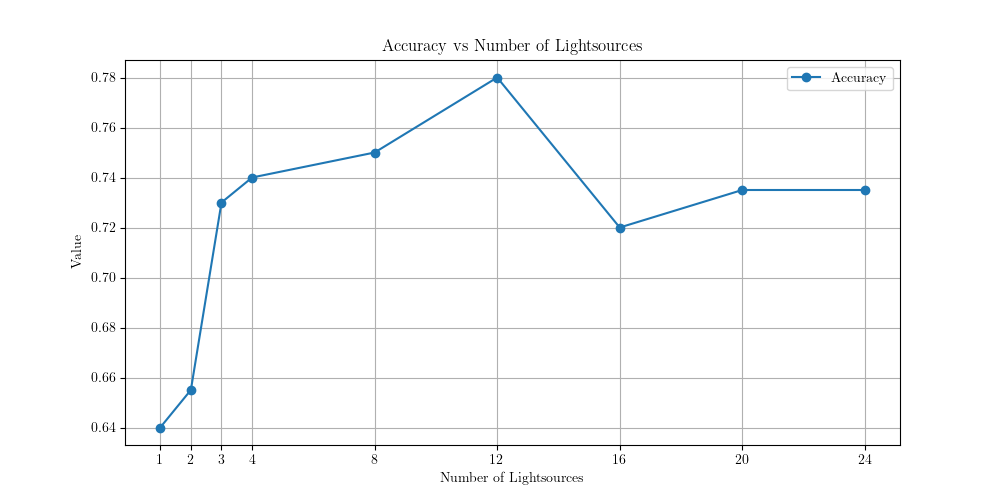 Accuracy vs Number of Lightsources
Accuracy
0.78
0.76
0.74
0.72
0.70
0.68
0.66
0.64
Value
1 2 3 4 8 12 16 20 24
Number of Lightsources